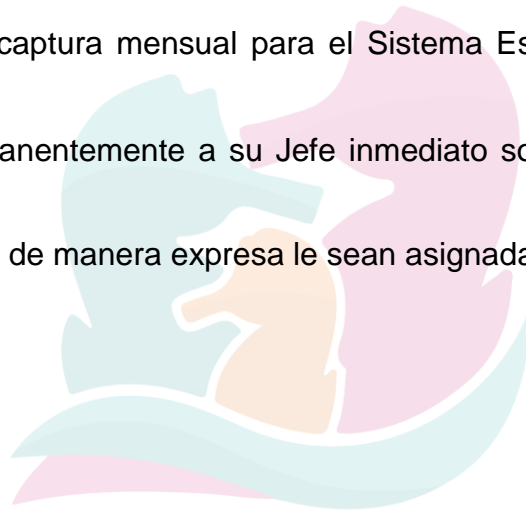 captura mensual para el Sistema Es
anentemente a su Jefe inmediato so
de manera expresa le sean asignada